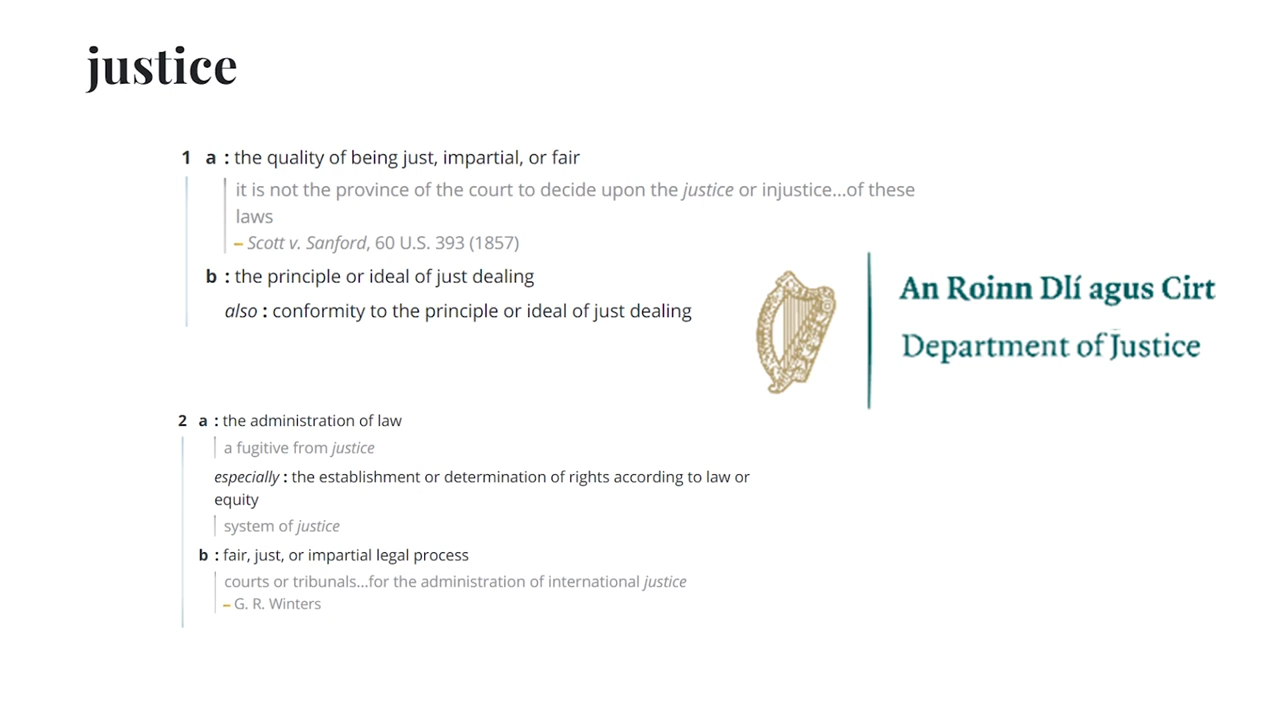 justice
1 a : the quality of being just, impartial, or fair
it is not the province of the court to decide upon the justice or injustice...of these
laws
– Scott v. Sanford, 60 U.S. 393 (1857)
b : the principle or ideal of just dealing
also : conformity to the principle or ideal of just dealing
An Roinn Dlí agus Cirt
Department of Justice
2 a : the administration of law
a fugitive from justice
especially : the establishment or determination of rights according to law or
equity
system of justice
b : fair, just, or impartial legal process
courts or tribunals...for the administration of international justice
– G. R. Winters